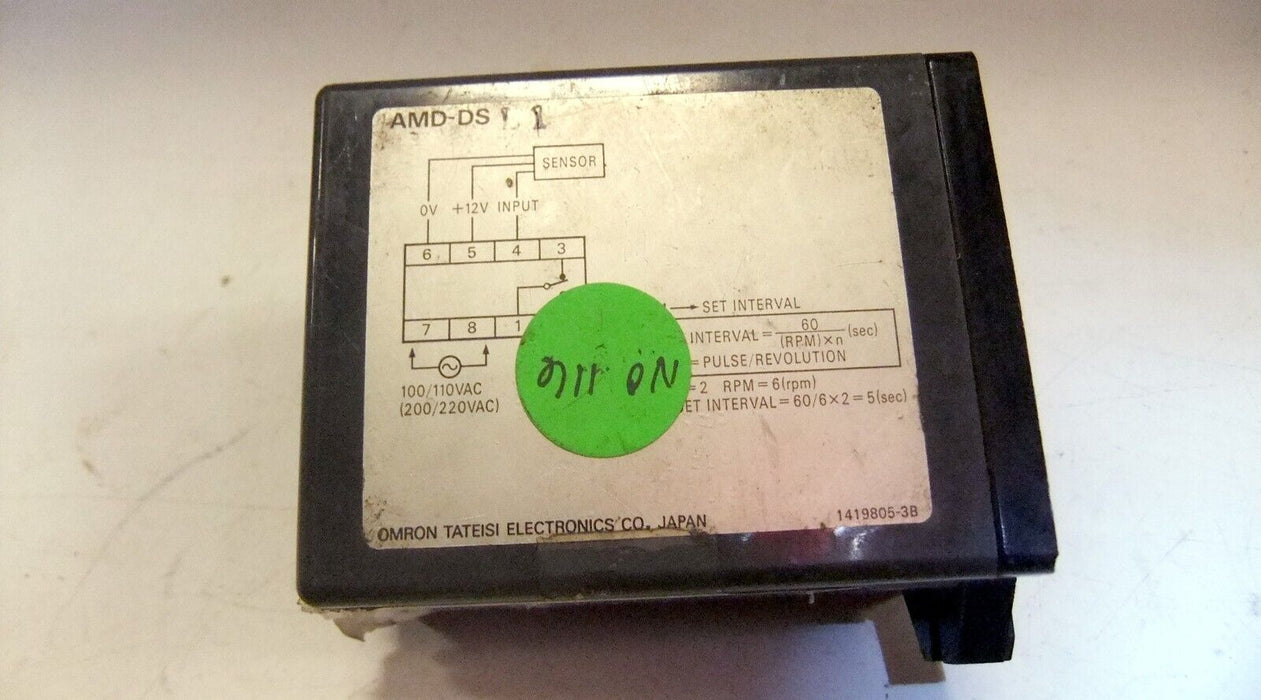 AMD-DS 1 1
SENSOR
0V +12V INPUT
6 5 4 3
7 8 1
100/110VAC
(200/220VAC)
→ SET INTERVAL
INTERVAL = 60/(RPM)×n (sec)
=PULSE/REVOLUTION
=2 RPM=6(rpm)
SET INTERVAL=60/6×2=5(sec)
NO
OMRON TATEISI ELECTRONICS CO. JAPAN
1419805-3B